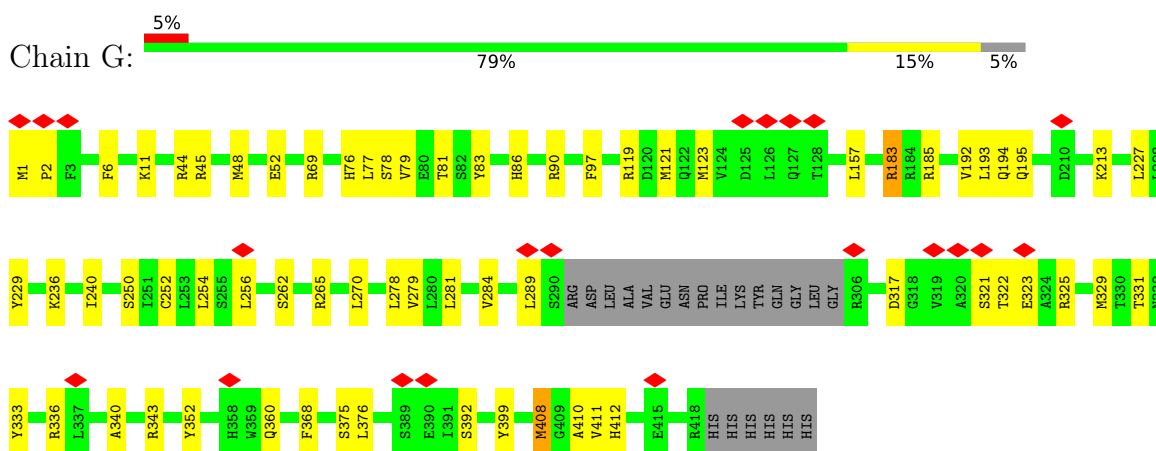 5%
Chain G:
79% 15% 5%
M1 P2 F3 F6 K11 R44 R45 M48 E52 R69 H76 L77 S78 V79 E80 T81 S82 Y83 H86 R90 F97 R119 D120 M121 Q122 M123 V124 D125 L126 Q127 T128 L157 R183 R184 R185 V192 L193 Q194 Q195 D210 K213 L227
Y229 K236 I240 S250 I251 C252 L253 L254 S255 L256 S262 R265 L270 L278 V279 L280 L281 V284 L289 S290 ARG ASP LEU ALA VAL GLU ASN PRO ILE LYS TYR GLN GLY GLY LEU GLY R306 D317 G318 V319 A320 S321 T322 E323 A324 R325 M329 T330 T331
Y333 R336 L337 A340 R343 Y352 H358 W359 Q360 F368 S375 L376 S389 E390 I391 S392 Y399 M408 G409 A410 V411 H412 E415 R418 HIS HIS HIS HIS HIS HIS